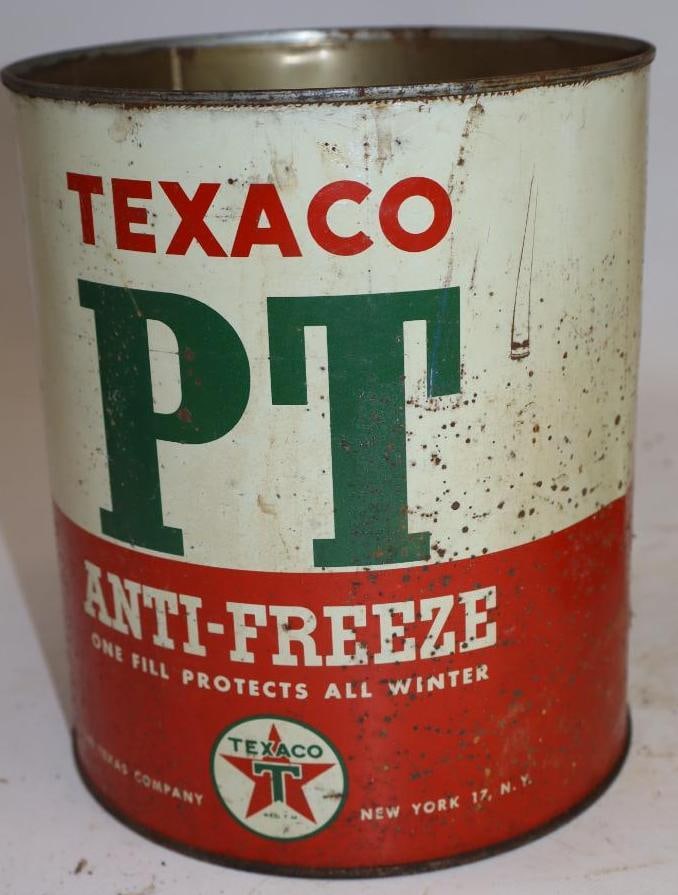 TEXACO
PT
ANTI-FREEZE
ONE FILL PROTECTS ALL WINTER
TEXACO
T
TEXAS COMPANY
NEW YORK 17, N.Y.